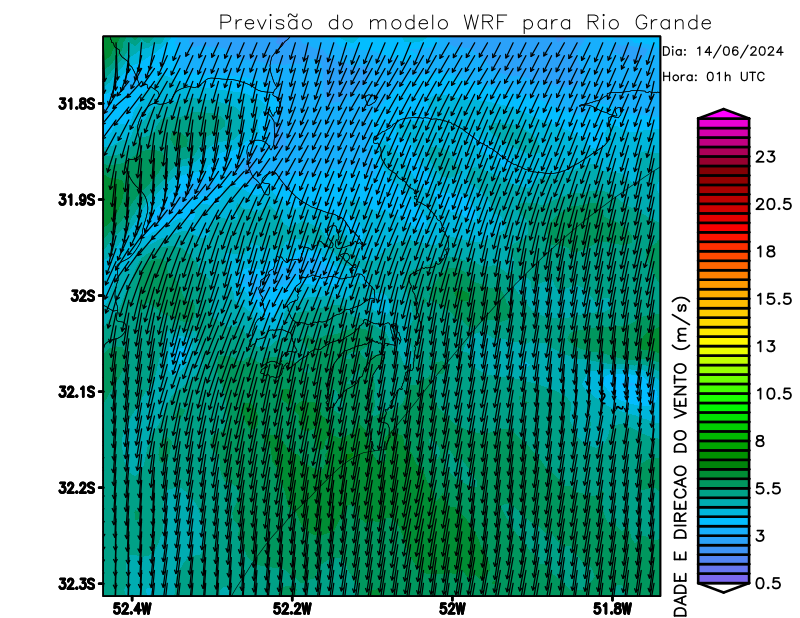 Previsão do modelo WRF para Rio Grande
Dia: 14/06/2024
Hora: 01h UTC
31.8S
31.9S
32S
32.1S
32.2S
32.3S
52.4W
52.2W
52W
51.8W
23
20.5
18
15.5
13
10.5
8
5.5
3
0.5
DADE E DIRECAO DO VENTO (m/s)